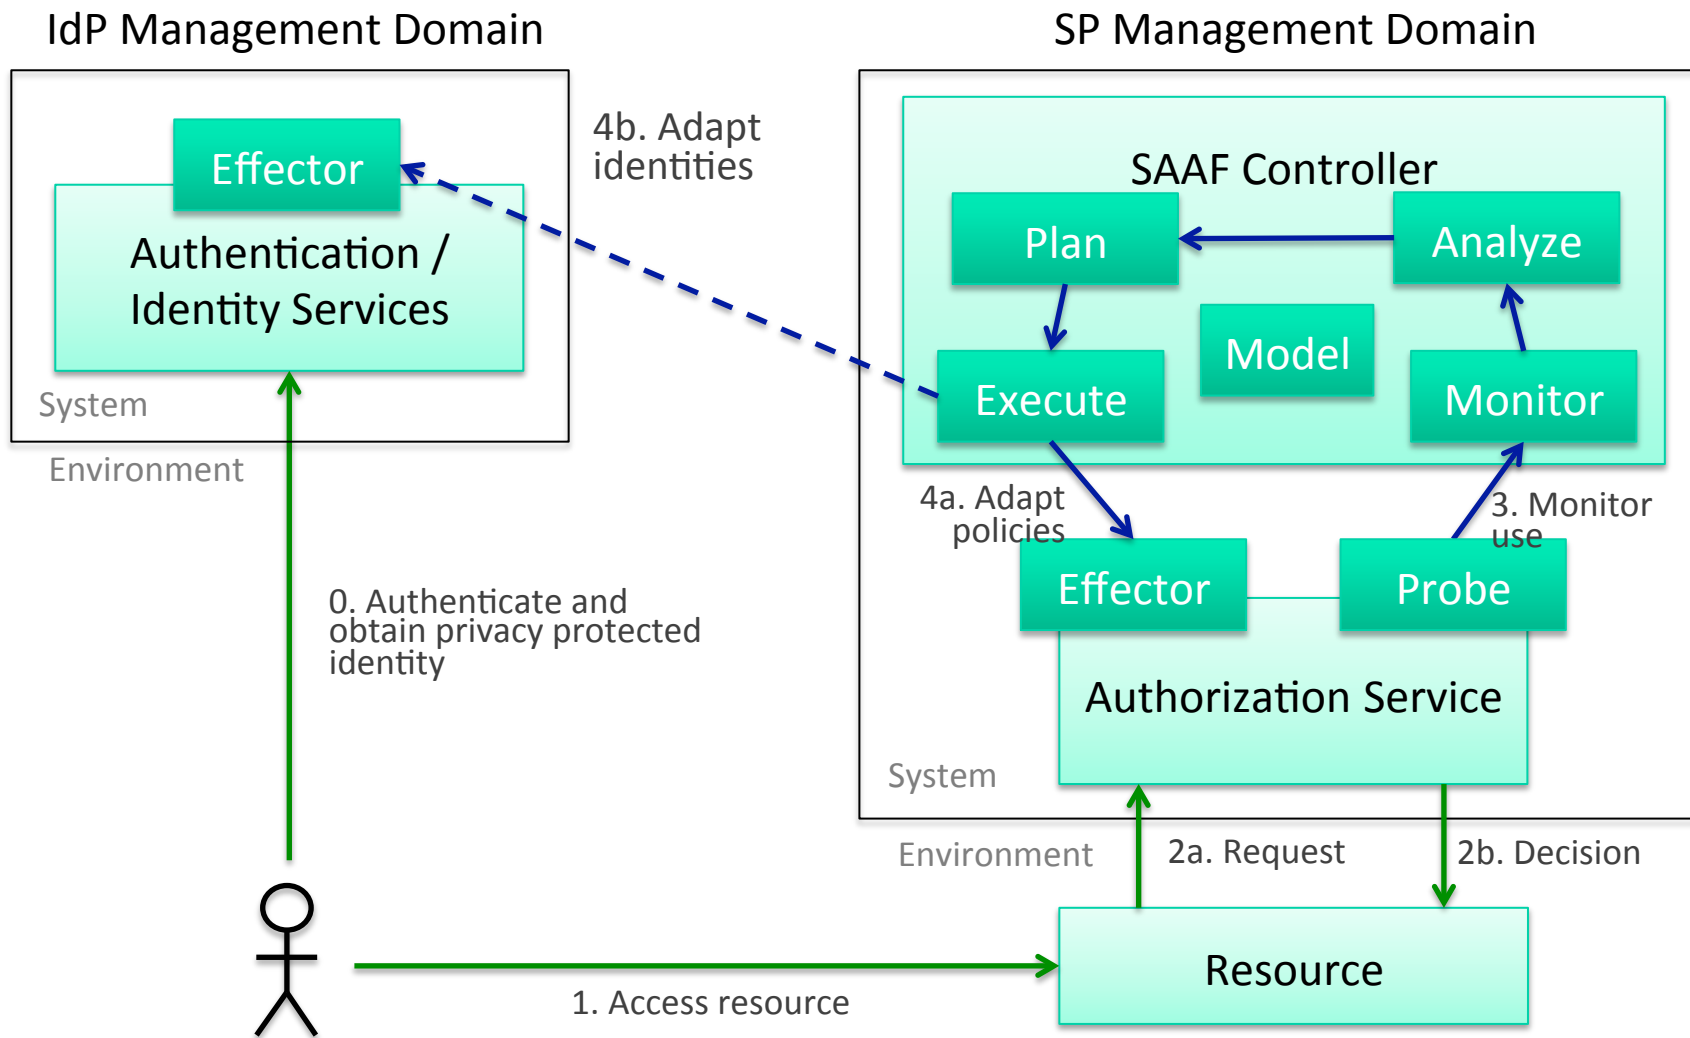 IdP Management Domain
SP Management Domain
Effector
Authentication /
Identity Services
System
Environment
4b. Adapt
identities
SAAF Controller
Plan
Analyze
Model
Execute
Monitor
4a. Adapt
policies
3. Monitor
use
Effector
Probe
Authorization Service
System
Environment
0. Authenticate and
obtain privacy protected
identity
2a. Request
2b. Decision
Resource
1. Access resource